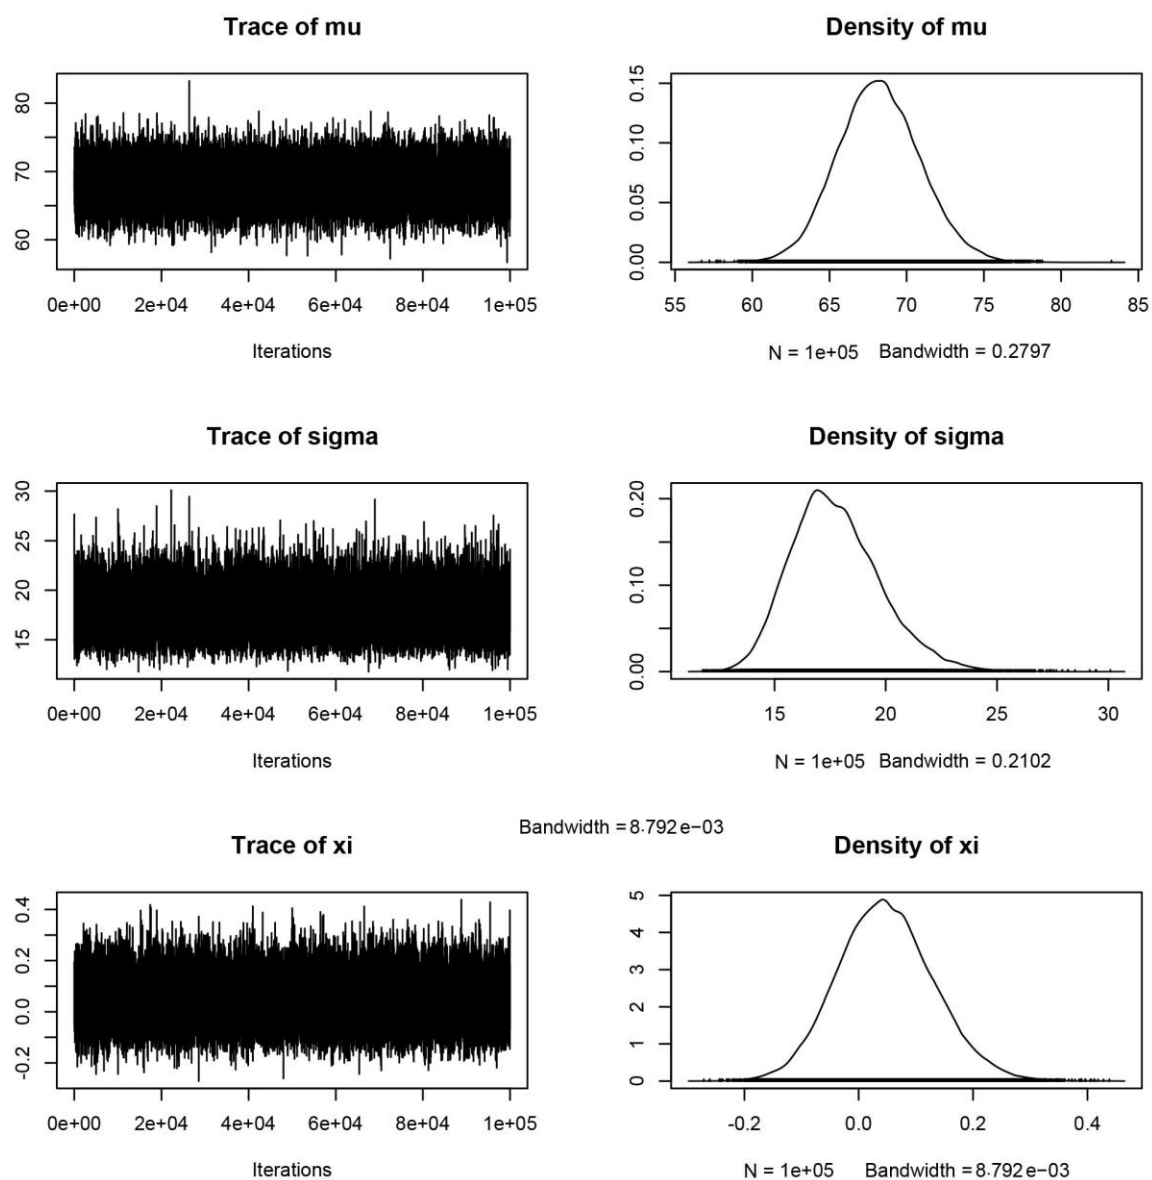 Trace of mu
Density of mu
80
70
60
0e+00 2e+04 4e+04 6e+04 8e+04 1e+05
Iterations
0.15
0.10
0.05
0.00
55 60 65 70 75 80 85
N = 1e+05 Bandwidth = 0.2797
Trace of sigma
Density of sigma
30
25
20
15
0e+00 2e+04 4e+04 6e+04 8e+04 1e+05
Iterations
0.20
0.10
0.00
15 20 25 30
N = 1e+05 Bandwidth = 0.2102
Bandwidth =8.792e−03
Trace of xi
Density of xi
0.4
0.2
0.0
-0.2
0e+00 2e+04 4e+04 6e+04 8e+04 1e+05
Iterations
5
4
3
2
1
0
-0.2 0.0 0.2 0.4
N = 1e+05 Bandwidth =8.792e−03